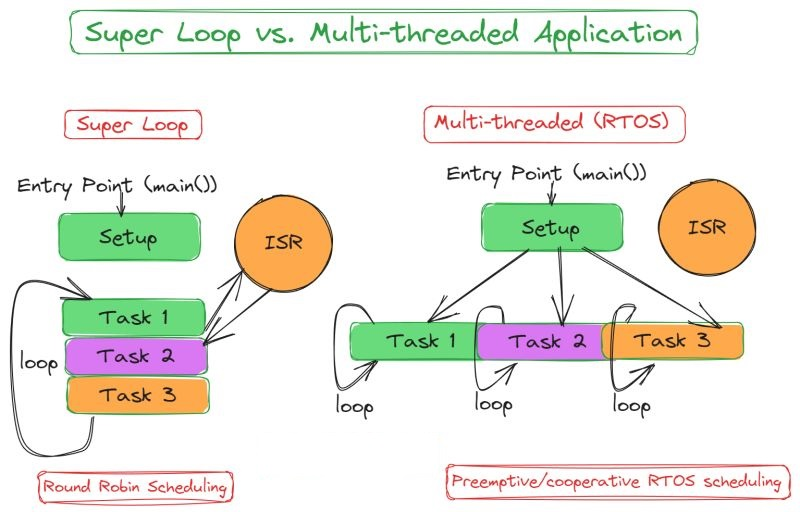 Super Loop vs. Multi-threaded Application
Super Loop
Entry Point (main())
Setup
ISR
Task 1
Task 2
Task 3
loop
Round Robin Scheduling
Multi-threaded (RTOS)
Entry Point (main())
Setup
ISR
Task 1
Task 2
Task 3
loop
loop
loop
Preemptive/cooperative RTOS scheduling